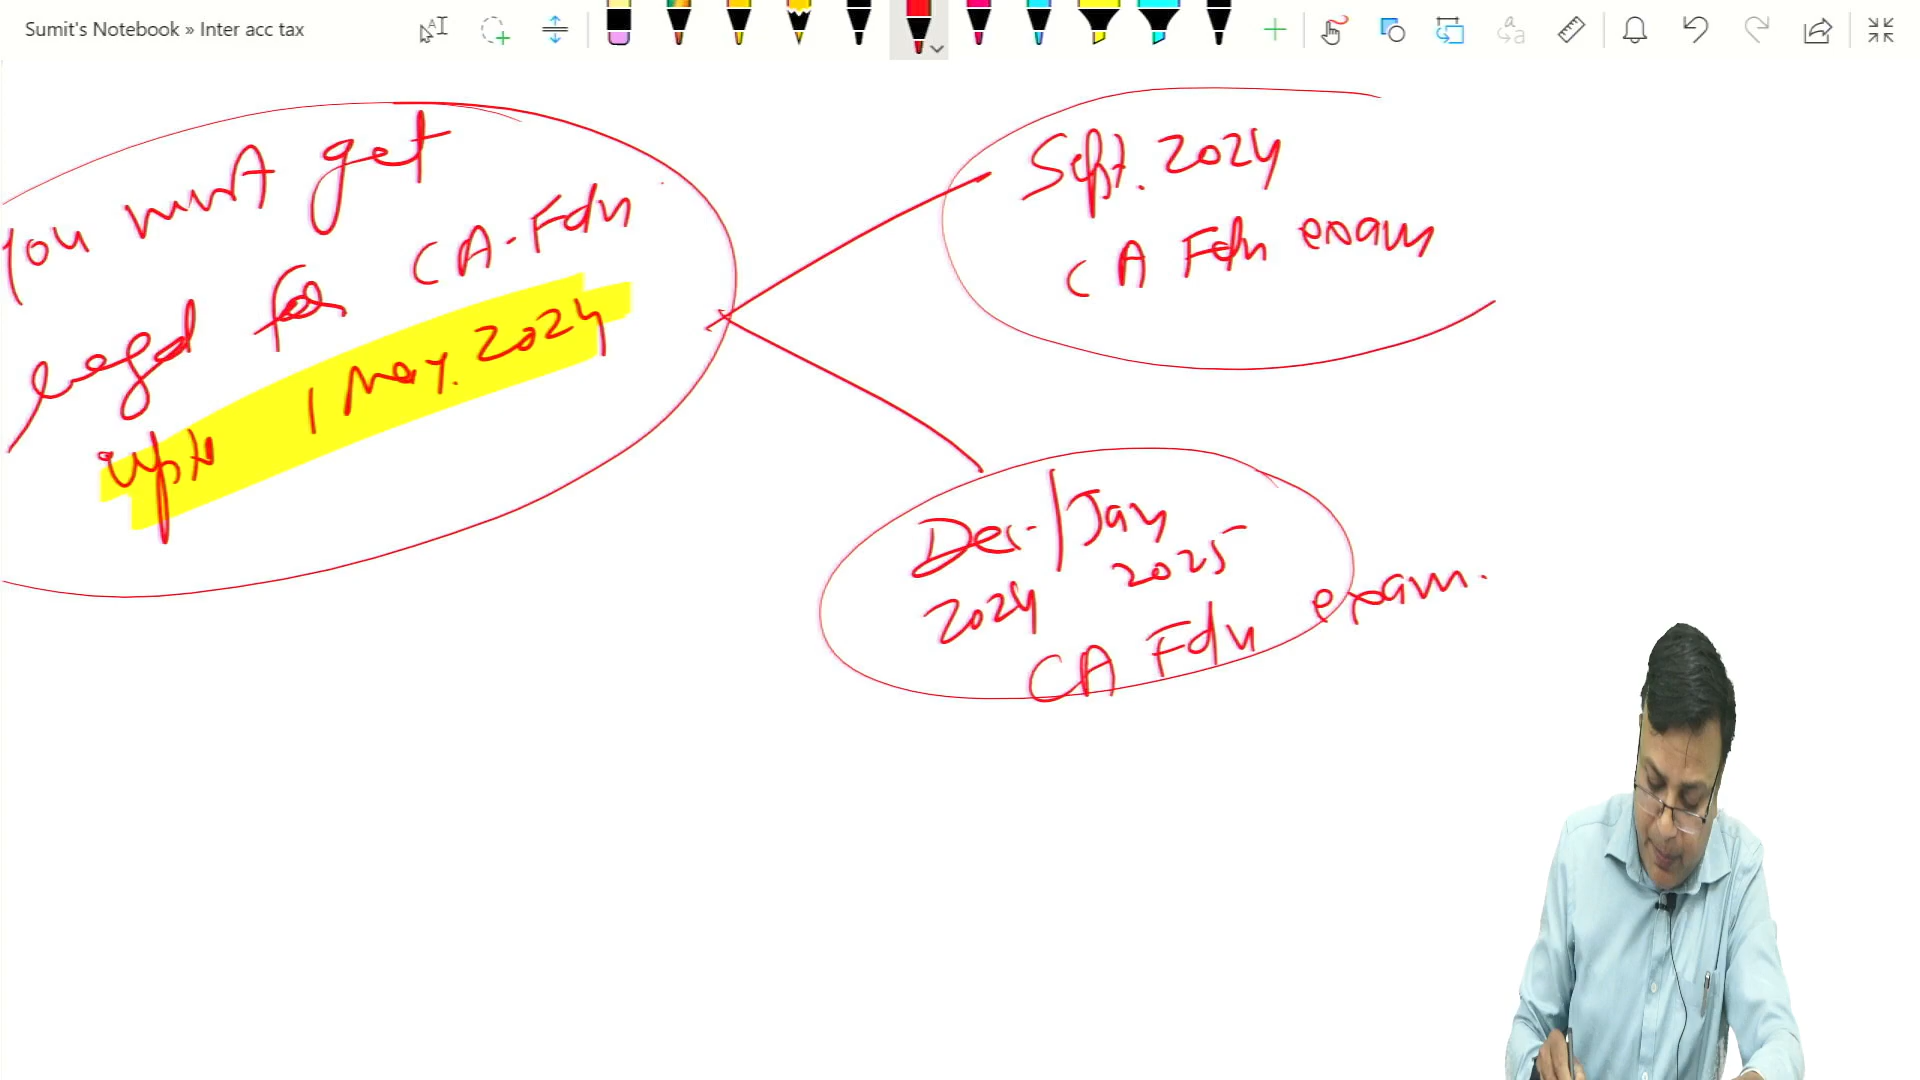 Sumit's Notebook » Inter acc tax
You must get
regd for CA-Fdn
upto 1 May. 2024
Sept. 2024
CA Fdn exam
Dec./Jan
2024 2025
CA Fdn exam.